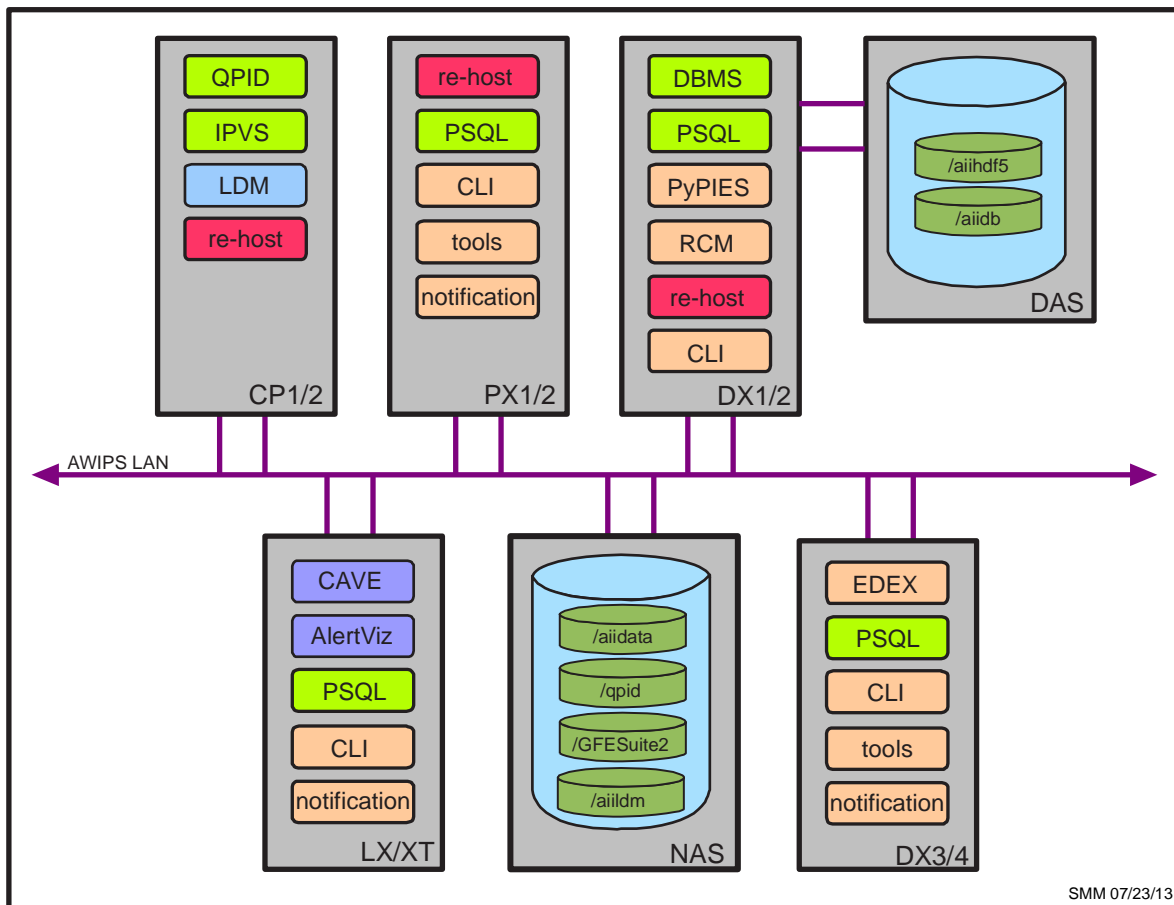 QPID
IPVS
LDM
re-host
CP1/2
re-host
PSQL
CLI
tools
notification
PX1/2
DBMS
PSQL
PyPIES
RCM
re-host
CLI
DX1/2
/aiihdf5
/aiidb
DAS
AWIPS LAN
CAVE
AlertViz
PSQL
CLI
notification
LX/XT
/aiidata
/qpid
/GFESuite2
/aiildm
NAS
EDEX
PSQL
CLI
tools
notification
DX3/4
SMM 07/23/13